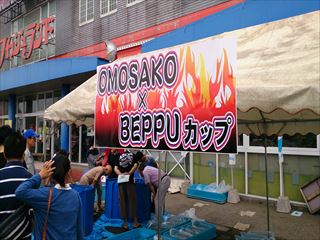 OMOSAKO
×
BEPPUカップ